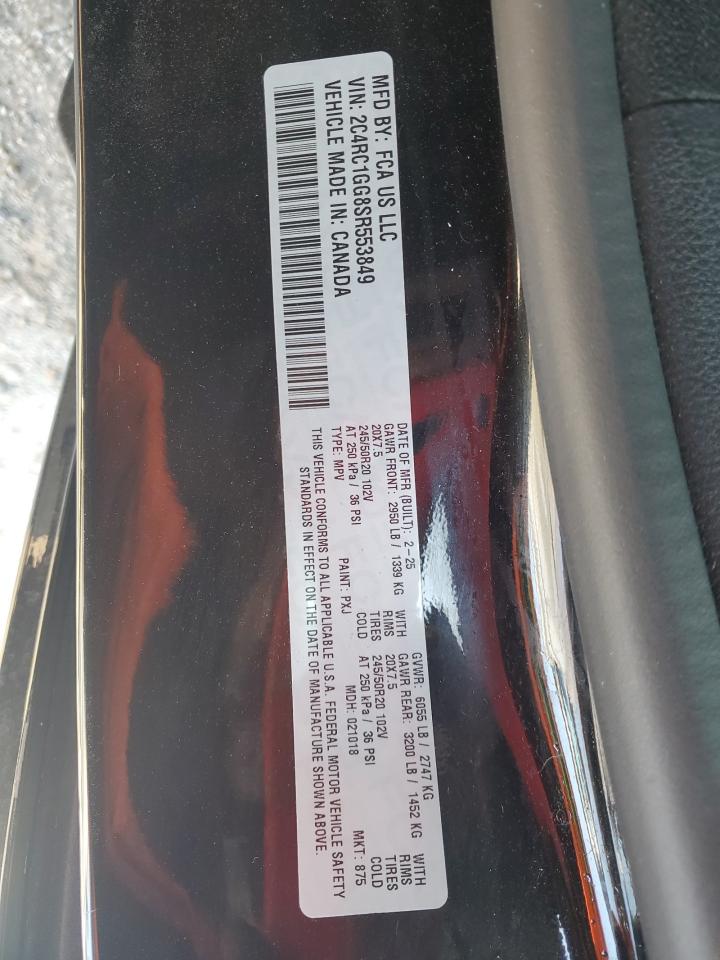 MFD BY: FCA US LLC
VIN: 2C4RC1GG8SR553849
VEHICLE MADE IN: CANADA
DATE OF MFR (BUILT): 2-25 GVWR: 6055 LB / 2747 KG
GAWR FRONT: 2950 LB / 1339 KG WITH GAWR REAR: 3200 LB / 1452 KG WITH
20X7.5 RIMS 20X7.5 RIMS
245/50R20 102V TIRES 245/50R20 102V TIRES
AT 250 kPa / 36 PSI COLD AT 250 kPa / 36 PSI COLD
TYPE: MPV PAINT: PXJ MDH: 021018 MKT: 875
THIS VEHICLE CONFORMS TO ALL APPLICABLE U.S.A. FEDERAL MOTOR VEHICLE SAFETY
STANDARDS IN EFFECT ON THE DATE OF MANUFACTURE SHOWN ABOVE.